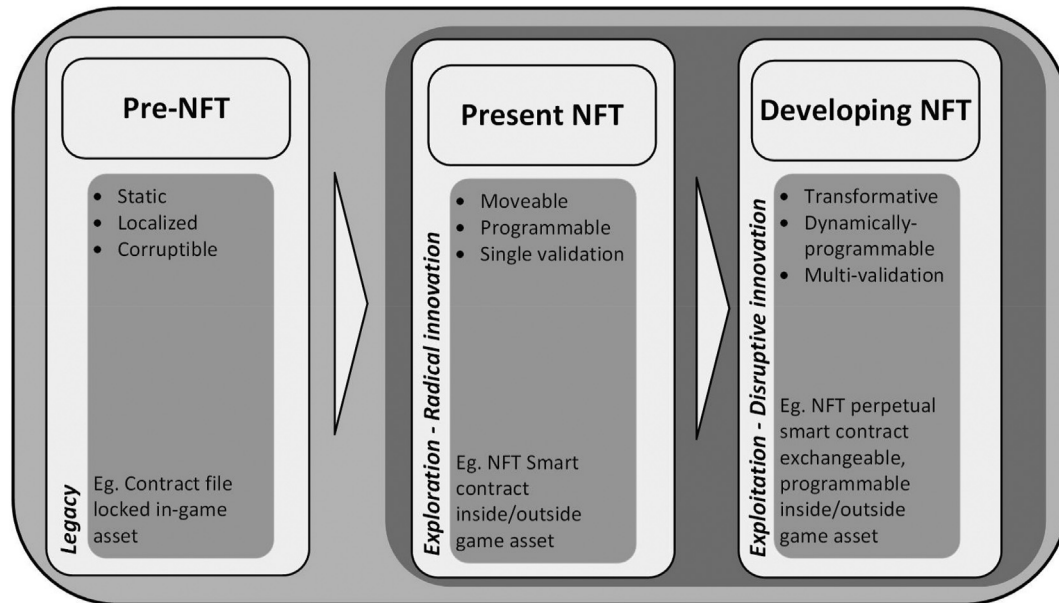 Pre-NFT
• Static
• Localized
• Corruptible
Eg. Contract file
locked in-game
asset
Legacy
Present NFT
• Moveable
• Programmable
• Single validation
Eg. NFT Smart
contract
inside/outside
game asset
Exploration - Radical innovation
Developing NFT
• Transformative
• Dynamically-
programmable
• Multi-validation
Eg. NFT perpetual
smart contract
exchangeable,
programmable
inside/outside
game asset
Exploitation - Disruptive innovation